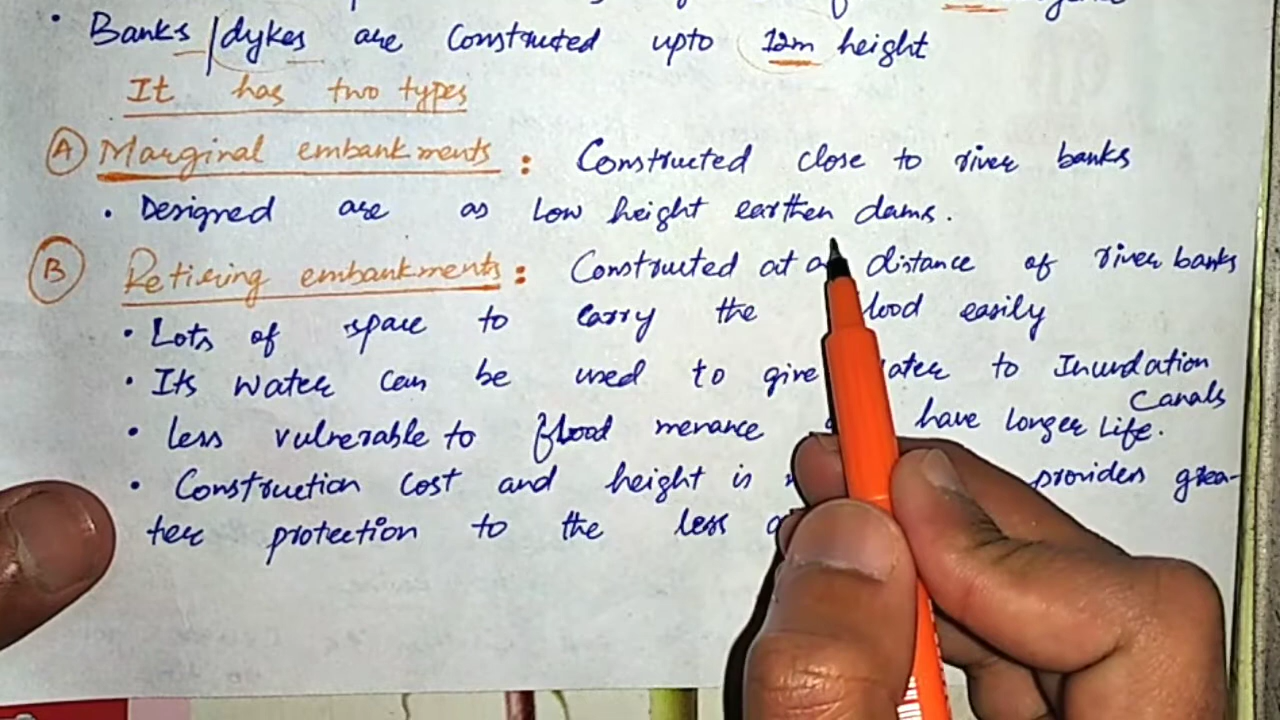 • Banks/dykes are Constructed upto 12m height
It has two types
(A) Marginal embankments : Constructed close to river banks
• Designed are as Low height earthen dams.
(B) Retiring embankments : Constructed at a distance of river banks
• Lots of space to carry the lood easily
• Its water can be used to give ater to Inundation Canals
• less vulnerable to flood menance have longer Life.
• Construction cost and height is provides grea-
ter protection to the less